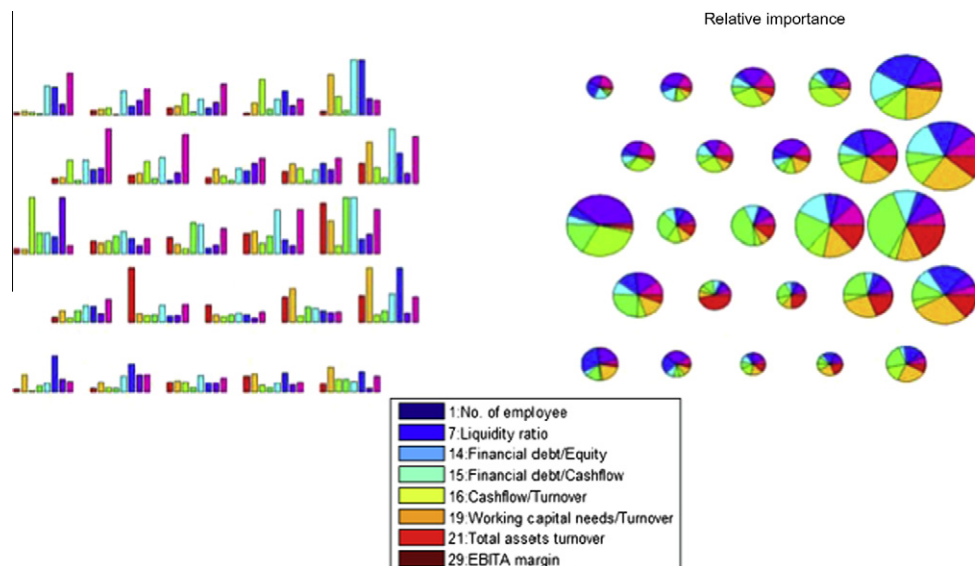 Relative importance
1:No. of employee
7:Liquidity ratio
14:Financial debt/Equity
15:Financial debt/Cashflow
16:Cashflow/Turnover
19:Working capital needs/Turnover
21:Total assets turnover
29:EBITA margin